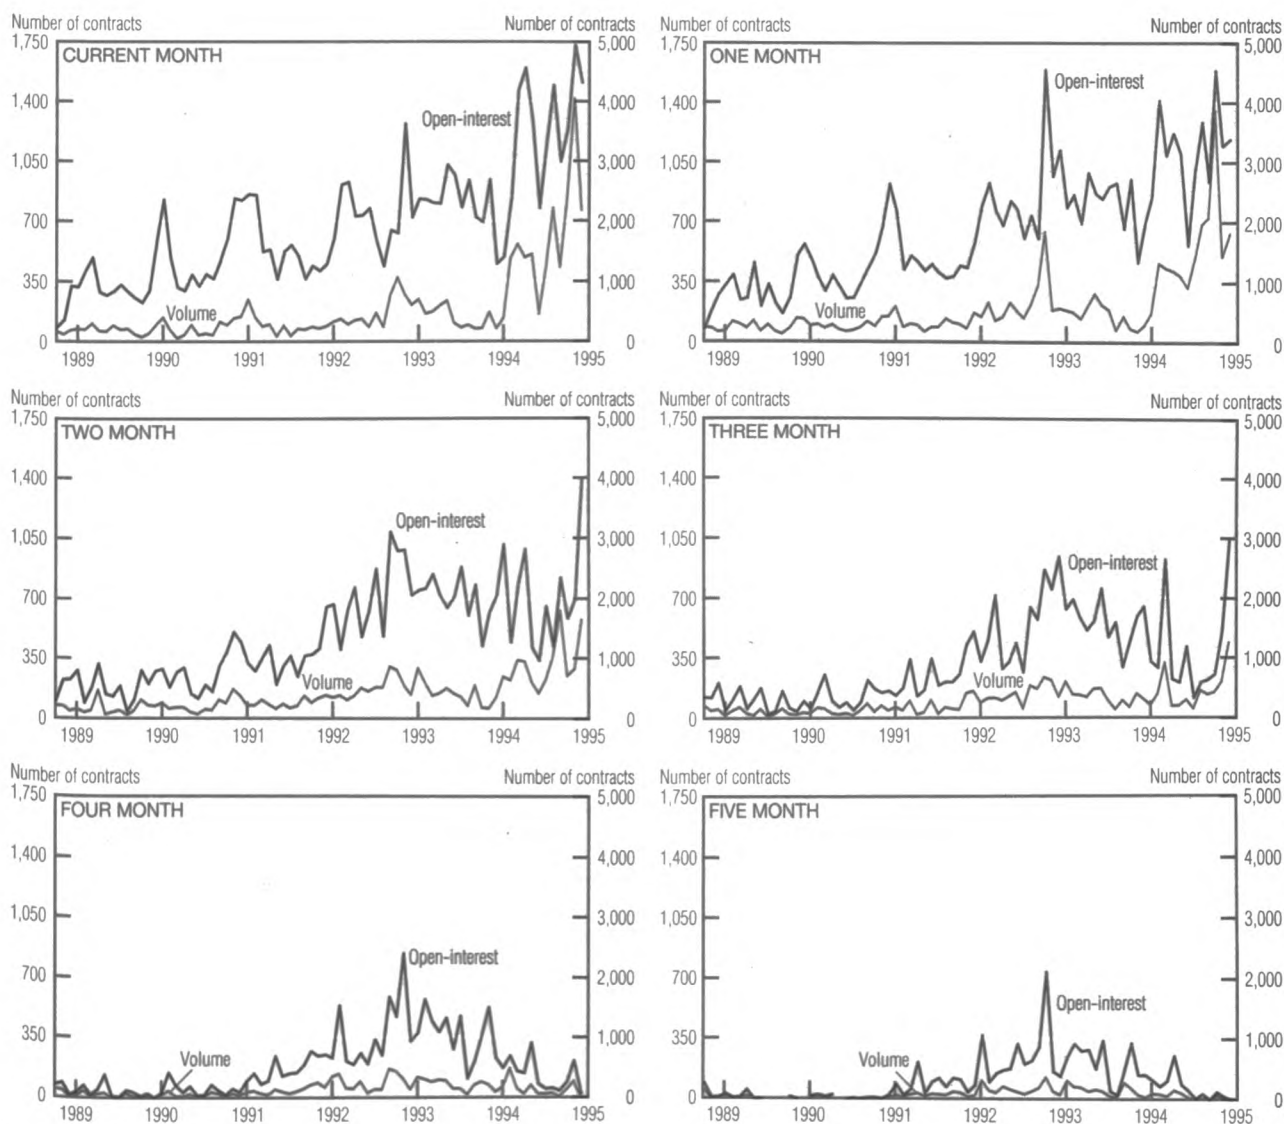 Number of contracts Number of contracts
1,750 CURRENT MONTH 5,000
1,400 Open-interest 4,000
1,050 3,000
700 2,000
350 Volume 1,000
0 0
1989 1990 1991 1992 1993 1994 1995
Number of contracts Number of contracts
1,750 ONE MONTH 5,000
1,400 Open-interest 4,000
1,050 3,000
700 2,000
350 Volume 1,000
0 0
1989 1990 1991 1992 1993 1994 1995
Number of contracts Number of contracts
1,750 TWO MONTH 5,000
1,400 4,000
1,050 Open-interest 3,000
700 2,000
350 Volume 1,000
0 0
1989 1990 1991 1992 1993 1994 1995
Number of contracts Number of contracts
1,750 THREE MONTH 5,000
1,400 4,000
1,050 Open-interest 3,000
700 2,000
350 Volume 1,000
0 0
1989 1990 1991 1992 1993 1994 1995
Number of contracts Number of contracts
1,750 FOUR MONTH 5,000
1,400 4,000
1,050 3,000
700 Open-interest 2,000
350 Volume 1,000
0 0
1989 1990 1991 1992 1993 1994 1995
Number of contracts Number of contracts
1,750 FIVE MONTH 5,000
1,400 4,000
1,050 3,000
700 Open-interest 2,000
350 Volume 1,000
0 0
1989 1990 1991 1992 1993 1994 1995